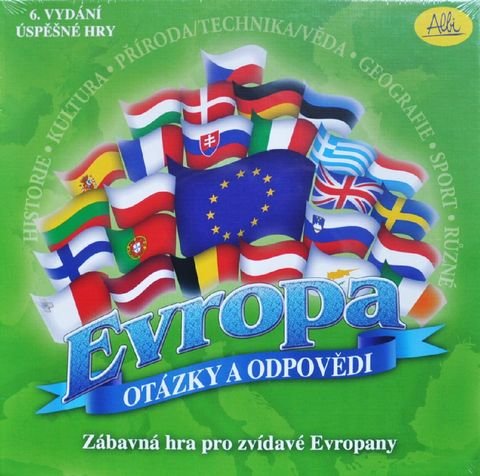 6. VYDÁNÍ
ÚSPĚŠNÉ HRY
Albi
HISTORIE • KULTURA • PŘÍRODA/TECHNIKA/VĚDA • GEOGRAFIE • SPORT • RŮZNÉ
Evropa
OTÁZKY A ODPOVĚDI
Zábavná hra pro zvídavé Evropany